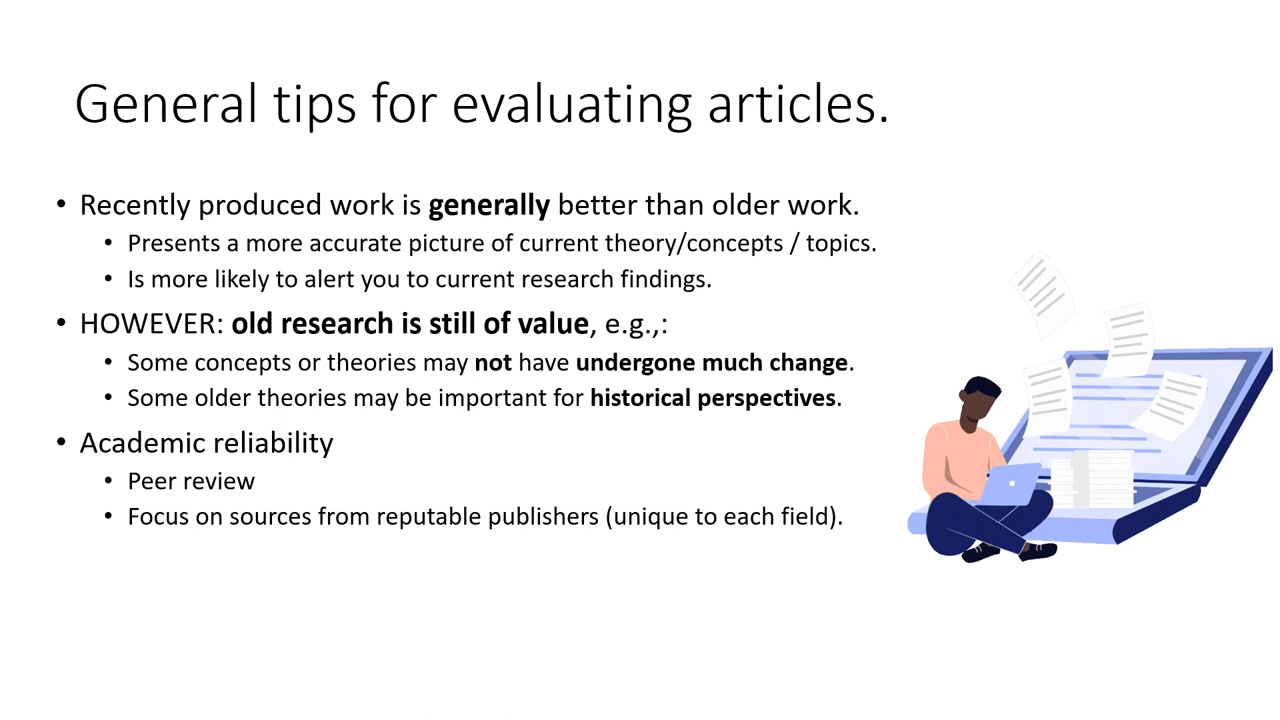 General tips for evaluating articles.
• Recently produced work is generally better than older work.
• Presents a more accurate picture of current theory/concepts / topics.
• Is more likely to alert you to current research findings.
• HOWEVER: old research is still of value, e.g.,:
• Some concepts or theories may not have undergone much change.
• Some older theories may be important for historical perspectives.
• Academic reliability
• Peer review
• Focus on sources from reputable publishers (unique to each field).